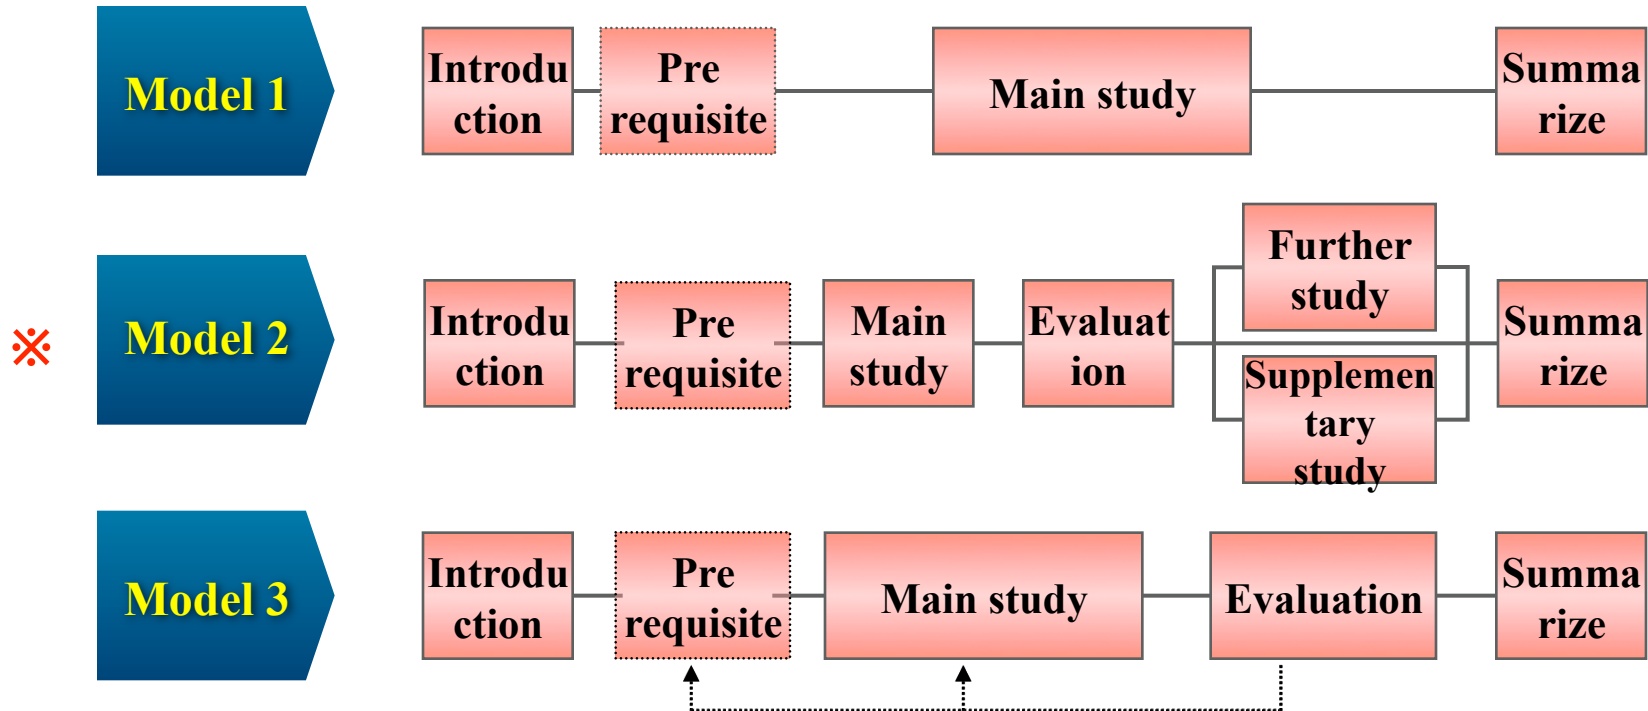 Model 1
Introdu
ction
Pre
requisite
Main study
Summa
rize
※
Model 2
Introdu
ction
Pre
requisite
Main
study
Evaluat
ion
Further
study
Supplemen
tary
study
Summa
rize
Model 3
Introdu
ction
Pre
requisite
Main study
Evaluation
Summa
rize